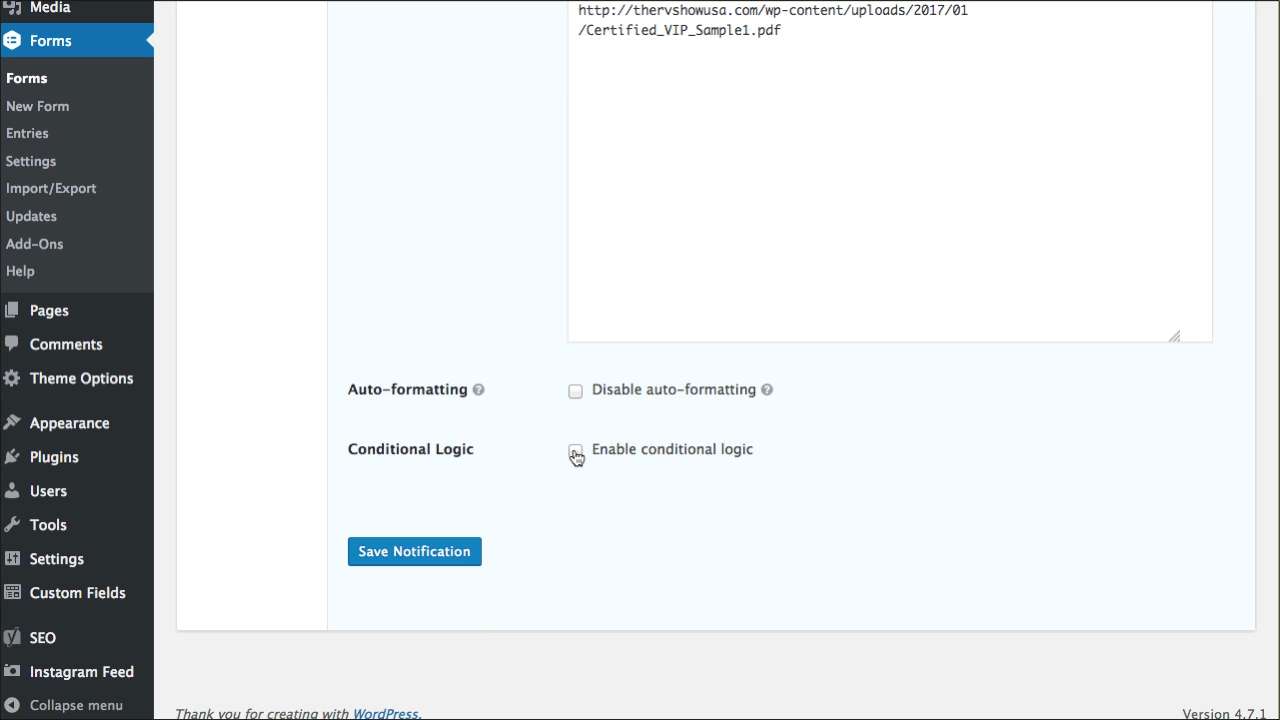 Media
Forms
Forms
New Form
Entries
Settings
Import/Export
Updates
Add-Ons
Help
Pages
Comments
Theme Options
Appearance
Plugins
Users
Tools
Settings
Custom Fields
SEO
Instagram Feed
Collapse menu
http://thervshowusa.com/wp-content/uploads/2017/01
/Certified_VIP_Sample1.pdf
Auto-formatting ? Disable auto-formatting ?
Conditional Logic Enable conditional logic
Save Notification
Thank you for creating with WordPress.
Version 4.7.1